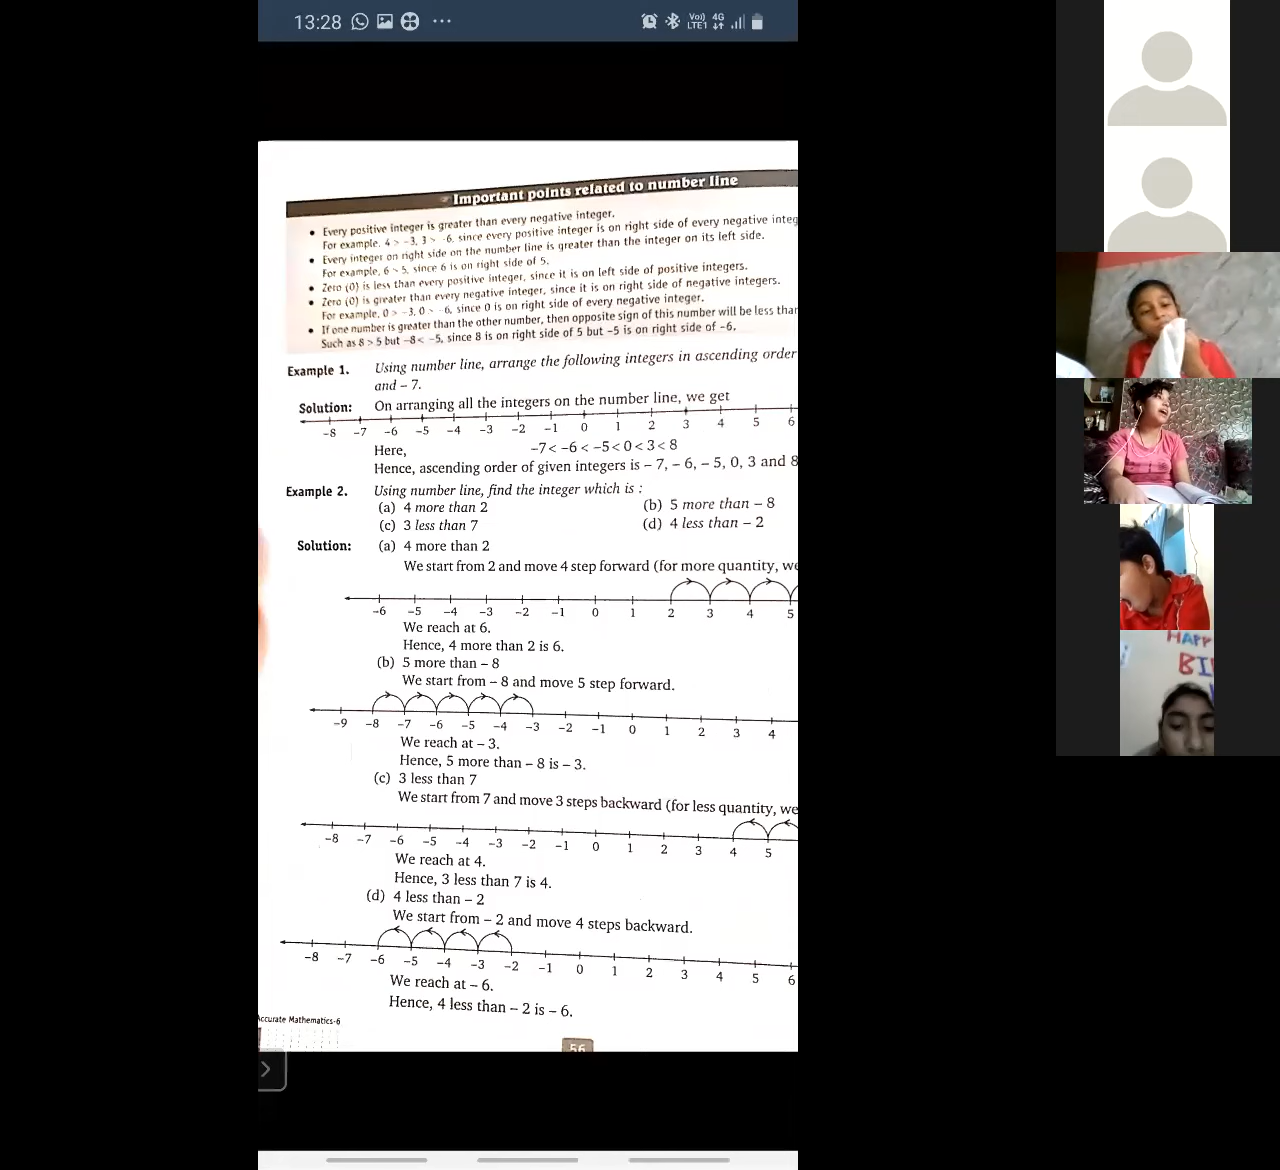 13:28
Voj) 4G
LTE1
Important points related to number line
• Every positive integer is greater than every negative integer.
For example, 4 > -3, 3 > -6, since every positive integer is on right side of every negative integ
• Every integer on right side on the number line is greater than the integer on its left side.
For example, 6 > 5, since 6 is on right side of 5.
• Zero (0) is less than every positive integer, since it is on left side of positive integers.
• Zero (0) is greater than every negative integer, since it is on right side of negative integers.
For example, 0 > -3, 0 > -6, since 0 is on right side of every negative integer.
• If one number is greater than the other number, then opposite sign of this number will be less than
Such as 8 > 5 but -8 < -5, since 8 is on right side of 5 but -5 is on right side of -6.
Example 1. Using number line, arrange the following integers in ascending order
and – 7.
Solution: On arranging all the integers on the number line, we get
-8 -7 -6 -5 -4 -3 -2 -1 0 1 2 3 4 5 6
Here, -7 < -6 < -5 < 0 < 3 < 8
Hence, ascending order of given integers is – 7, – 6, – 5, 0, 3 and 8
Example 2. Using number line, find the integer which is :
(a) 4 more than 2 (b) 5 more than – 8
(c) 3 less than 7 (d) 4 less than – 2
Solution: (a) 4 more than 2
We start from 2 and move 4 step forward (for more quantity, we
-6 -5 -4 -3 -2 -1 0 1 2 3 4 5
We reach at 6.
Hence, 4 more than 2 is 6.
(b) 5 more than – 8
We start from – 8 and move 5 step forward.
-9 -8 -7 -6 -5 -4 -3 -2 -1 0 1 2 3 4
We reach at – 3.
Hence, 5 more than – 8 is – 3.
(c) 3 less than 7
We start from 7 and move 3 steps backward (for less quantity, we
-8 -7 -6 -5 -4 -3 -2 -1 0 1 2 3 4 5
We reach at 4.
Hence, 3 less than 7 is 4.
(d) 4 less than – 2
We start from – 2 and move 4 steps backward.
-8 -7 -6 -5 -4 -3 -2 -1 0 1 2 3 4 5 6
We reach at – 6.
Hence, 4 less than – 2 is – 6.
Accurate Mathematics-6
56
HAPP
BI